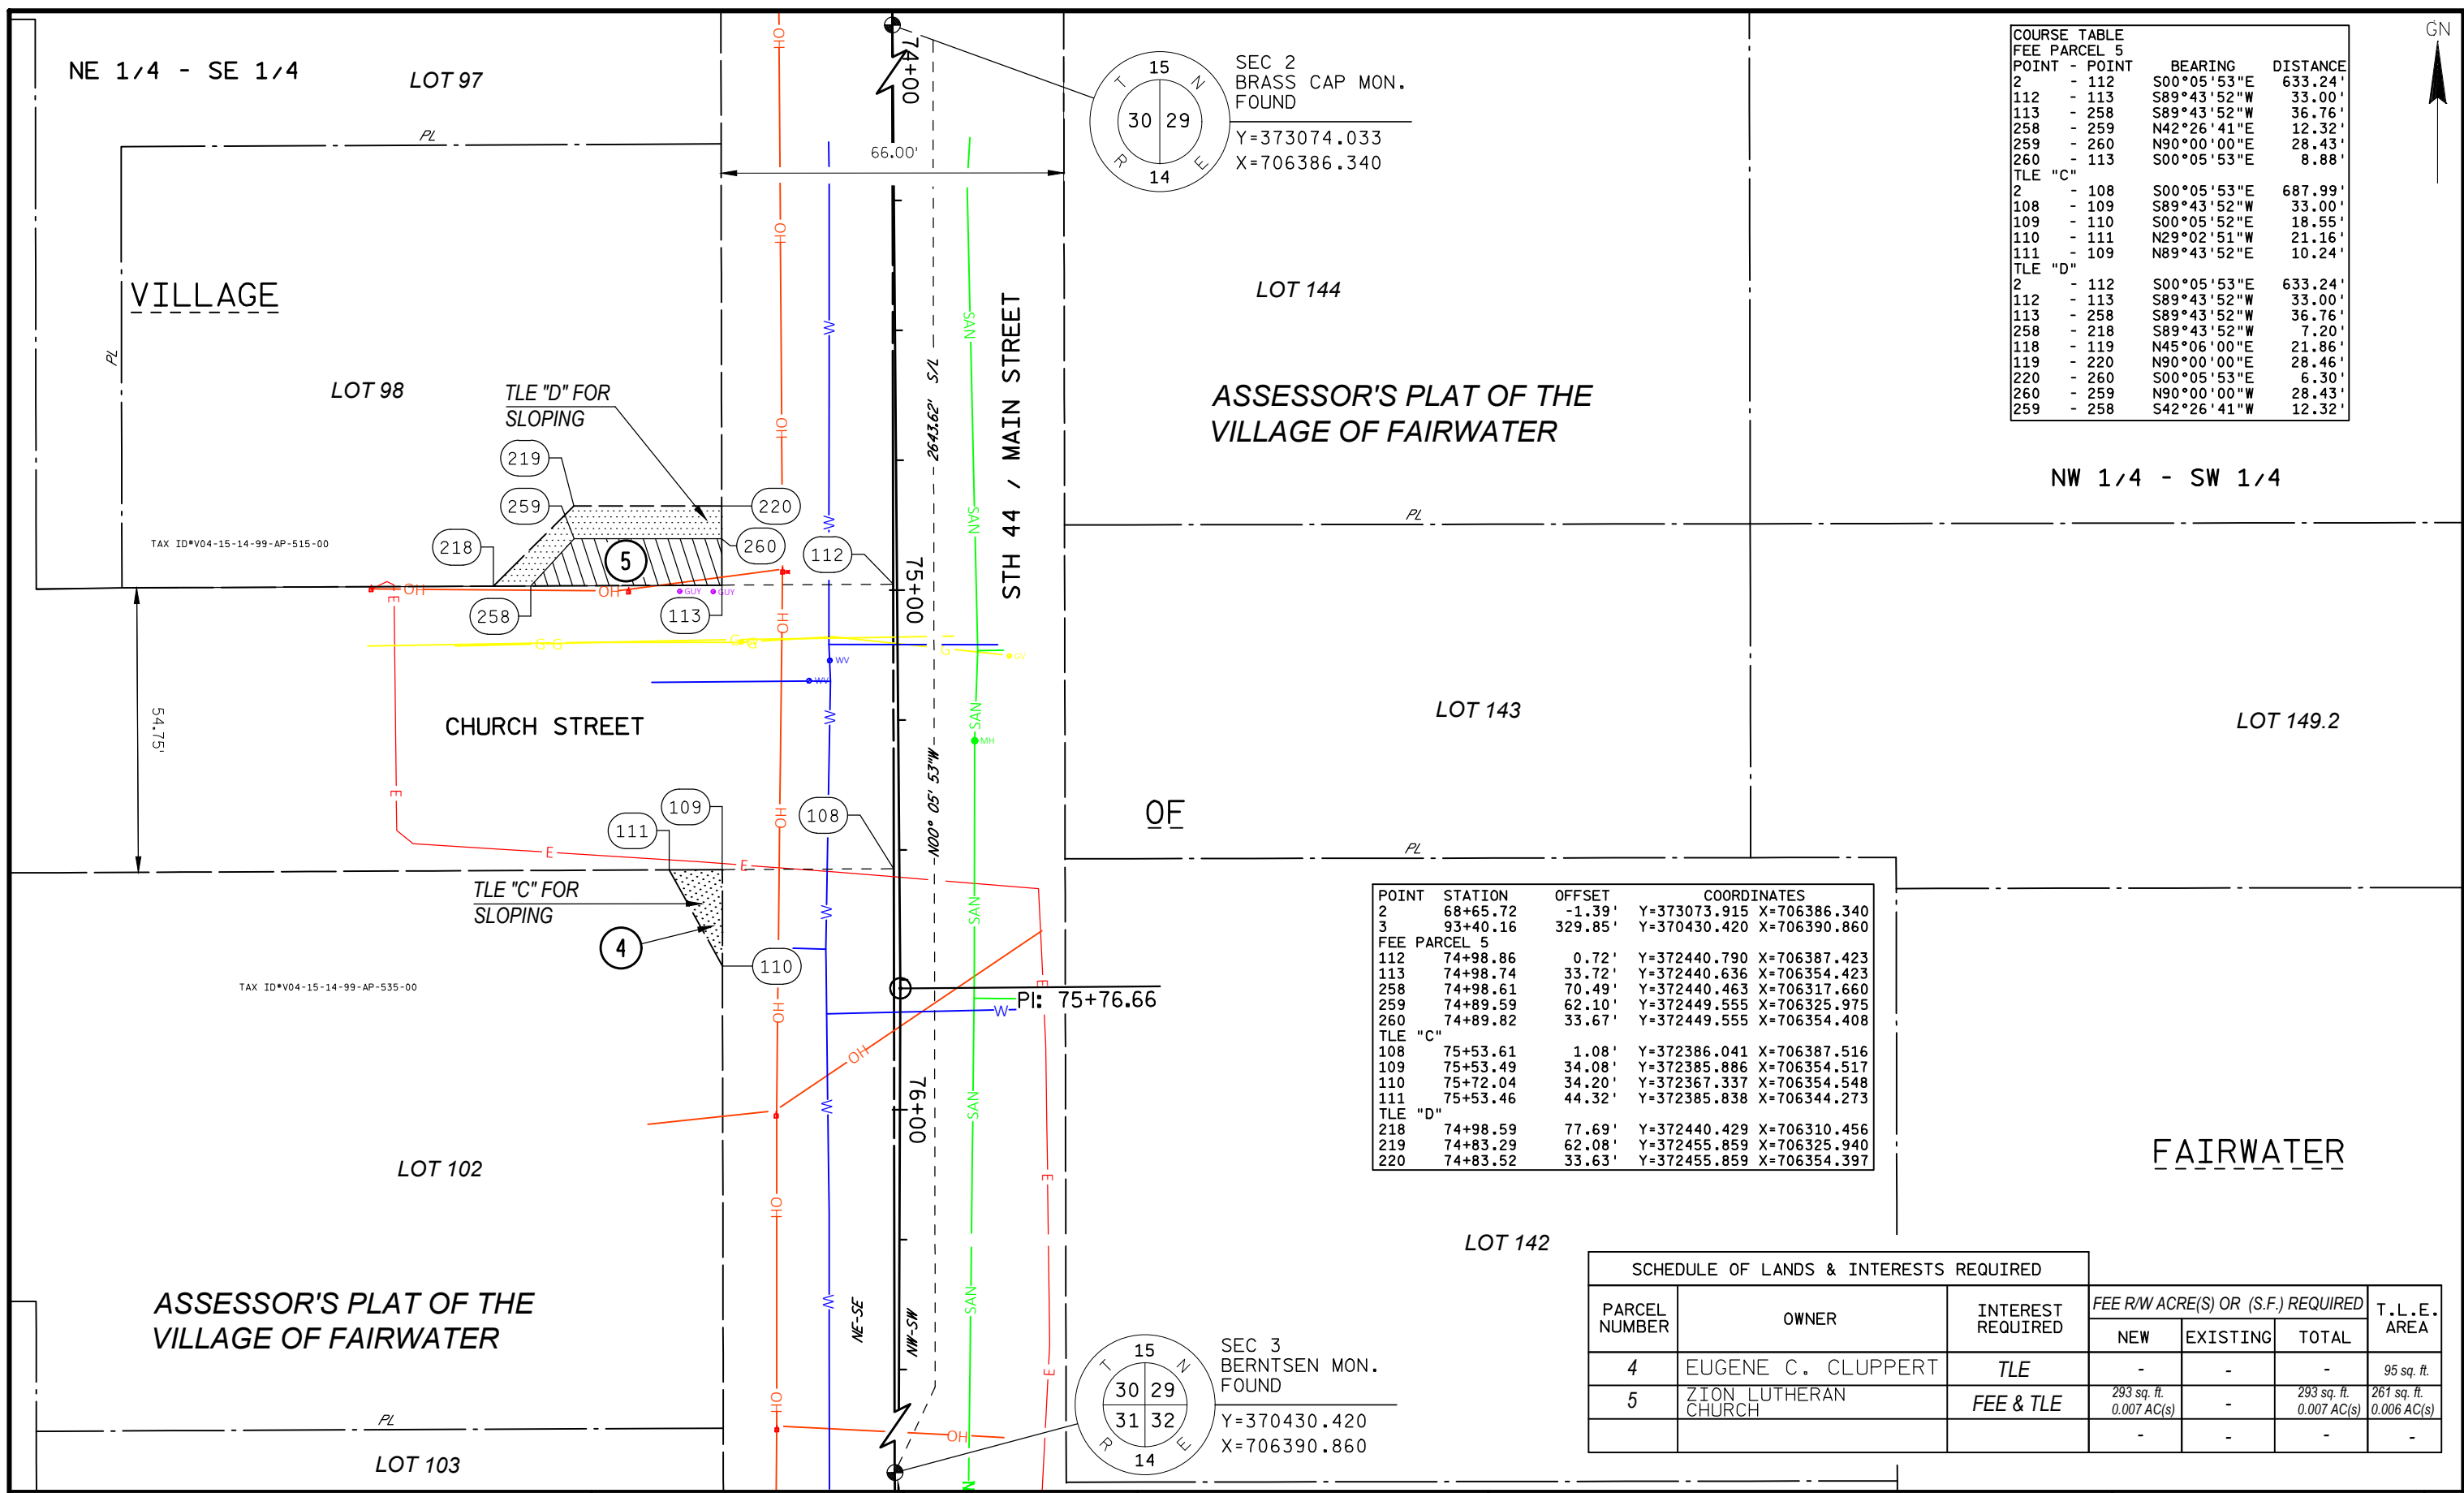 NE 1/4 - SE 1/4
LOT 97
PL
PL
VILLAGE
LOT 98
TLE "D" FOR
SLOPING
219
259
218
220
260
112
258
113
5
TAX ID#V04-15-14-99-AP-515-00
66.00'
74+00
75+00
76+00
2643.62' S/L
N00° 05' 53"W
STH 44 / MAIN STREET
SEC 2
BRASS CAP MON.
FOUND
Y=373074.033
X=706386.340
T 15 N
30 29
R 14 E
LOT 144
ASSESSOR'S PLAT OF THE
VILLAGE OF FAIRWATER
COURSE TABLE
FEE PARCEL 5
POINT - POINT BEARING DISTANCE
2 - 112 S00°05'53"E 633.24'
112 - 113 S89°43'52"W 33.00'
113 - 258 S89°43'52"W 36.76'
258 - 259 N42°26'41"E 12.32'
259 - 260 N90°00'00"E 28.43'
260 - 113 S00°05'53"E 8.88'
TLE "C"
2 - 108 S00°05'53"E 687.99'
108 - 109 S89°43'52"W 33.00'
109 - 110 S00°05'52"E 18.55'
110 - 111 N29°02'51"W 21.16'
111 - 109 N89°43'52"E 10.24'
TLE "D"
2 - 112 S00°05'53"E 633.24'
112 - 113 S89°43'52"W 33.00'
113 - 258 S89°43'52"W 36.76'
258 - 218 S89°43'52"W 7.20'
118 - 119 N45°06'00"E 21.86'
119 - 220 N90°00'00"E 28.46'
220 - 260 S00°05'53"E 6.30'
260 - 259 N90°00'00"W 28.43'
259 - 258 S42°26'41"W 12.32'
GN
NW 1/4 - SW 1/4
PL
OH
OH
OH
OH
OH
OH
OH
OH
OH
OH
OH
OH
OH
W
W
W
W
W
W
W
SAN
SAN
SAN
SAN
SAN
SAN
E
E
E
E
E
E
E
G G
G G
G
GV
GUY
GUY
WV
WV
MH
54.75'
CHURCH STREET
LOT 143
LOT 149.2
OF
PL
109
111
108
110
TLE "C" FOR
SLOPING
4
TAX ID#V04-15-14-99-AP-535-00
PI: 75+76.66
POINT STATION OFFSET COORDINATES
2 68+65.72 -1.39' Y=373073.915 X=706386.340
3 93+40.16 329.85' Y=370430.420 X=706390.860
FEE PARCEL 5
112 74+98.86 0.72' Y=372440.790 X=706387.423
113 74+98.74 33.72' Y=372440.636 X=706354.423
258 74+98.61 70.49' Y=372440.463 X=706317.660
259 74+89.59 62.10' Y=372449.555 X=706325.975
260 74+89.82 33.67' Y=372449.555 X=706354.408
TLE "C"
108 75+53.61 1.08' Y=372386.041 X=706387.516
109 75+53.49 34.08' Y=372385.886 X=706354.517
110 75+72.04 34.20' Y=372367.337 X=706354.548
111 75+53.46 44.32' Y=372385.838 X=706344.273
TLE "D"
218 74+98.59 77.69' Y=372440.429 X=706310.456
219 74+83.29 62.08' Y=372455.859 X=706325.940
220 74+83.52 33.63' Y=372455.859 X=706354.397
FAIRWATER
LOT 102
LOT 142
ASSESSOR'S PLAT OF THE
VILLAGE OF FAIRWATER
NE-SE
NW-SW
PL
LOT 103
SEC 3
BERNTSEN MON.
FOUND
Y=370430.420
X=706390.860
T 15 N
30 29
31 32
R 14 E
SCHEDULE OF LANDS & INTERESTS REQUIRED
PARCEL NUMBER OWNER INTEREST REQUIRED FEE R/W ACRE(S) OR (S.F.) REQUIRED T.L.E. AREA
NEW EXISTING TOTAL
4 EUGENE C. CLUPPERT TLE - - - 95 sq. ft.
5 ZION LUTHERAN CHURCH FEE & TLE 293 sq. ft. 0.007 AC(s) - 293 sq. ft. 0.007 AC(s) 261 sq. ft. 0.006 AC(s)
- - - -